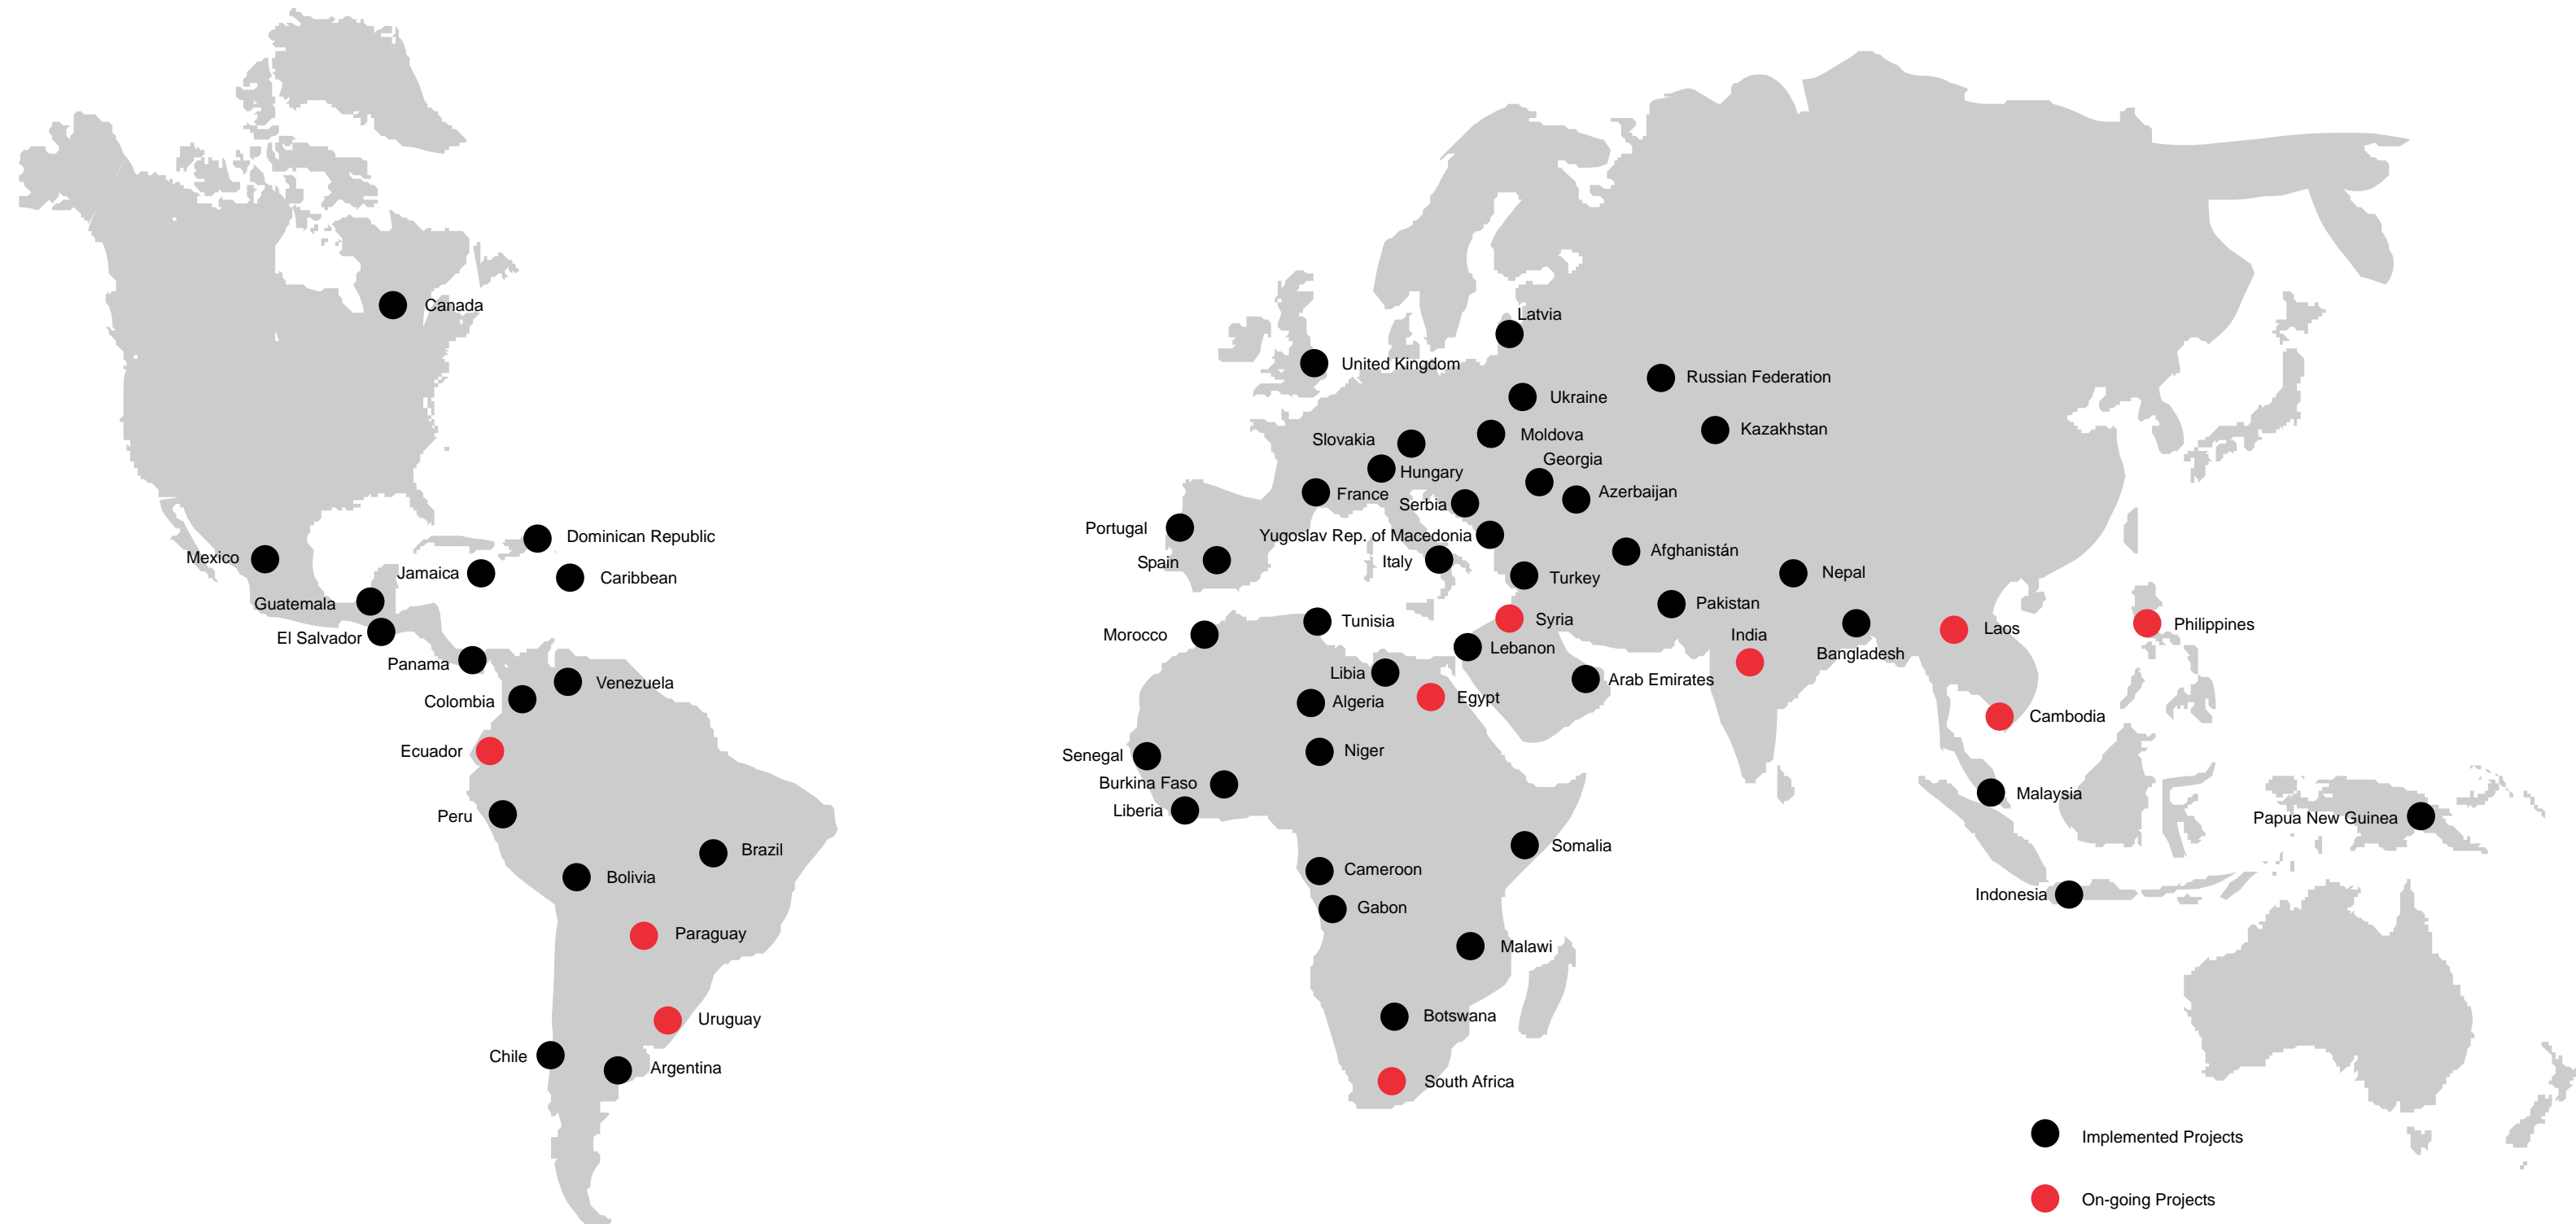 Canada
Latvia
United Kingdom
Russian Federation
Ukraine
Kazakhstan
Slovakia
Moldova
Georgia
Hungary
Azerbaijan
France
Serbia
Portugal
Yugoslav Rep. of Macedonia
Dominican Republic
Afghanistán
Mexico
Spain
Italy
Jamaica
Caribbean
Turkey
Nepal
Guatemala
Pakistan
Tunisia
Syria
Morocco
India
Laos
Philippines
El Salvador
Lebanon
Bangladesh
Panama
Libia
Arab Emirates
Venezuela
Colombia
Algeria
Egypt
Cambodia
Ecuador
Senegal
Niger
Burkina Faso
Malaysia
Peru
Liberia
Papua New Guinea
Brazil
Somalia
Bolivia
Cameroon
Indonesia
Gabon
Paraguay
Malawi
Uruguay
Botswana
Chile
Argentina
South Africa
Implemented Projects
On-going Projects